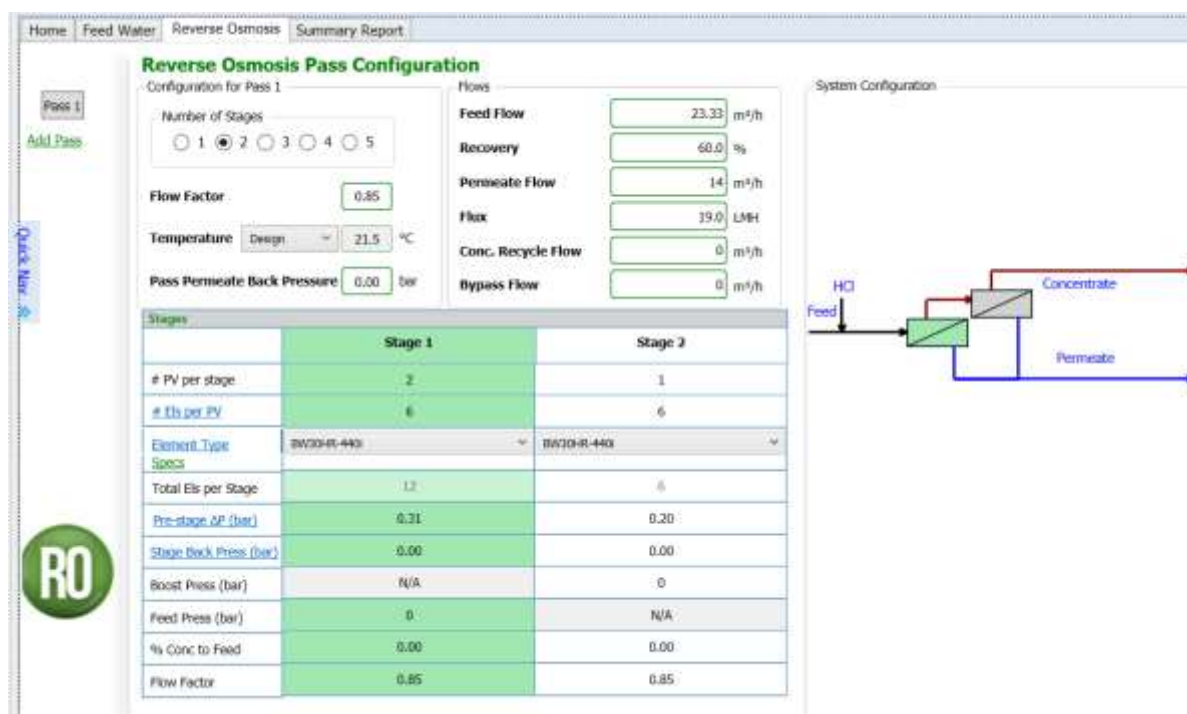 Home Feed Water Reverse Osmosis Summary Report
Reverse Osmosis Pass Configuration
Pass 1
Add Pass
Quick Nav
Configuration for Pass 1
Number of Stages
1 2 3 4 5
Flow Factor 0.85
Temperature Design 21.5 ºC
Pass Permeate Back Pressure 0.00 bar
Flows
Feed Flow 23.33 m³/h
Recovery 60.0 %
Permeate Flow 14 m³/h
Flux 19.0 LMH
Conc. Recycle Flow 0 m³/h
Bypass Flow 0 m³/h
System Configuration
HCl
Feed
Concentrate
Permeate
Stages
Stage 1 Stage 2
# PV per stage 2 1
# Els per PV 6 6
Element Type BW30HR-440i BW30HR-440i
Specs
Total Els per Stage 12 6
Pre-stage ΔP (bar) 0.31 0.20
Stage Back Press (bar) 0.00 0.00
Boost Press (bar) N/A 0
Feed Press (bar) 0 N/A
% Conc to Feed 0.00 0.00
Flow Factor 0.85 0.85
RO